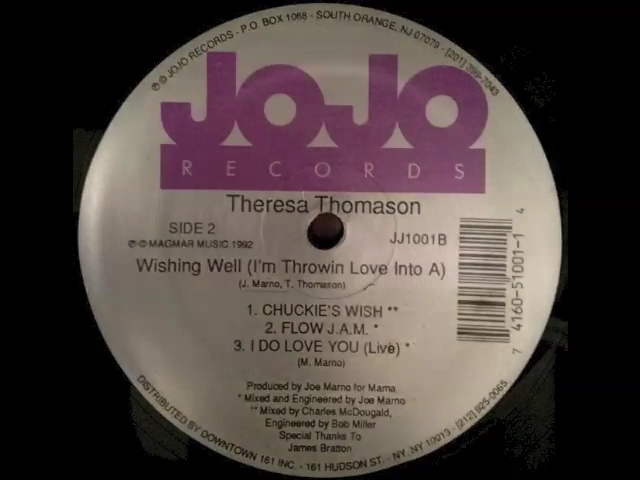 ℗ © JOJO RECORDS - P.O. BOX 1068 - SOUTH ORANGE, NJ 07079 - (201) 399-7043
JOJO
RECORDS
Theresa Thomason
SIDE 2
JJ1001B
℗ © MAGMAR MUSIC 1992
Wishing Well (I'm Throwin Love Into A)
(J. Marno, T. Thomason)
1. CHUCKIE'S WISH **
2. FLOW J.A.M. *
3. I DO LOVE YOU (Live) *
(M. Marno)
Produced by Joe Marno for Mama
* Mixed and Engineered by Joe Marno
** Mixed by Charles McDougald,
Engineered by Bob Miller
Special Thanks To
James Bratton
DISTRIBUTED BY DOWNTOWN 161 INC. - 161 HUDSON ST. - NY, NY 10013 - (212) 925-0065
7 4160-51001-1 4